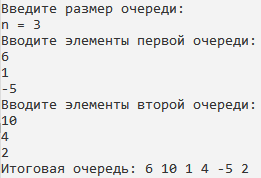 Введите размер очереди:
n = 3
Вводите элементы первой очереди:
6
1
-5
Вводите элементы второй очереди:
10
4
2
Итоговая очередь: 6 10 1 4 -5 2